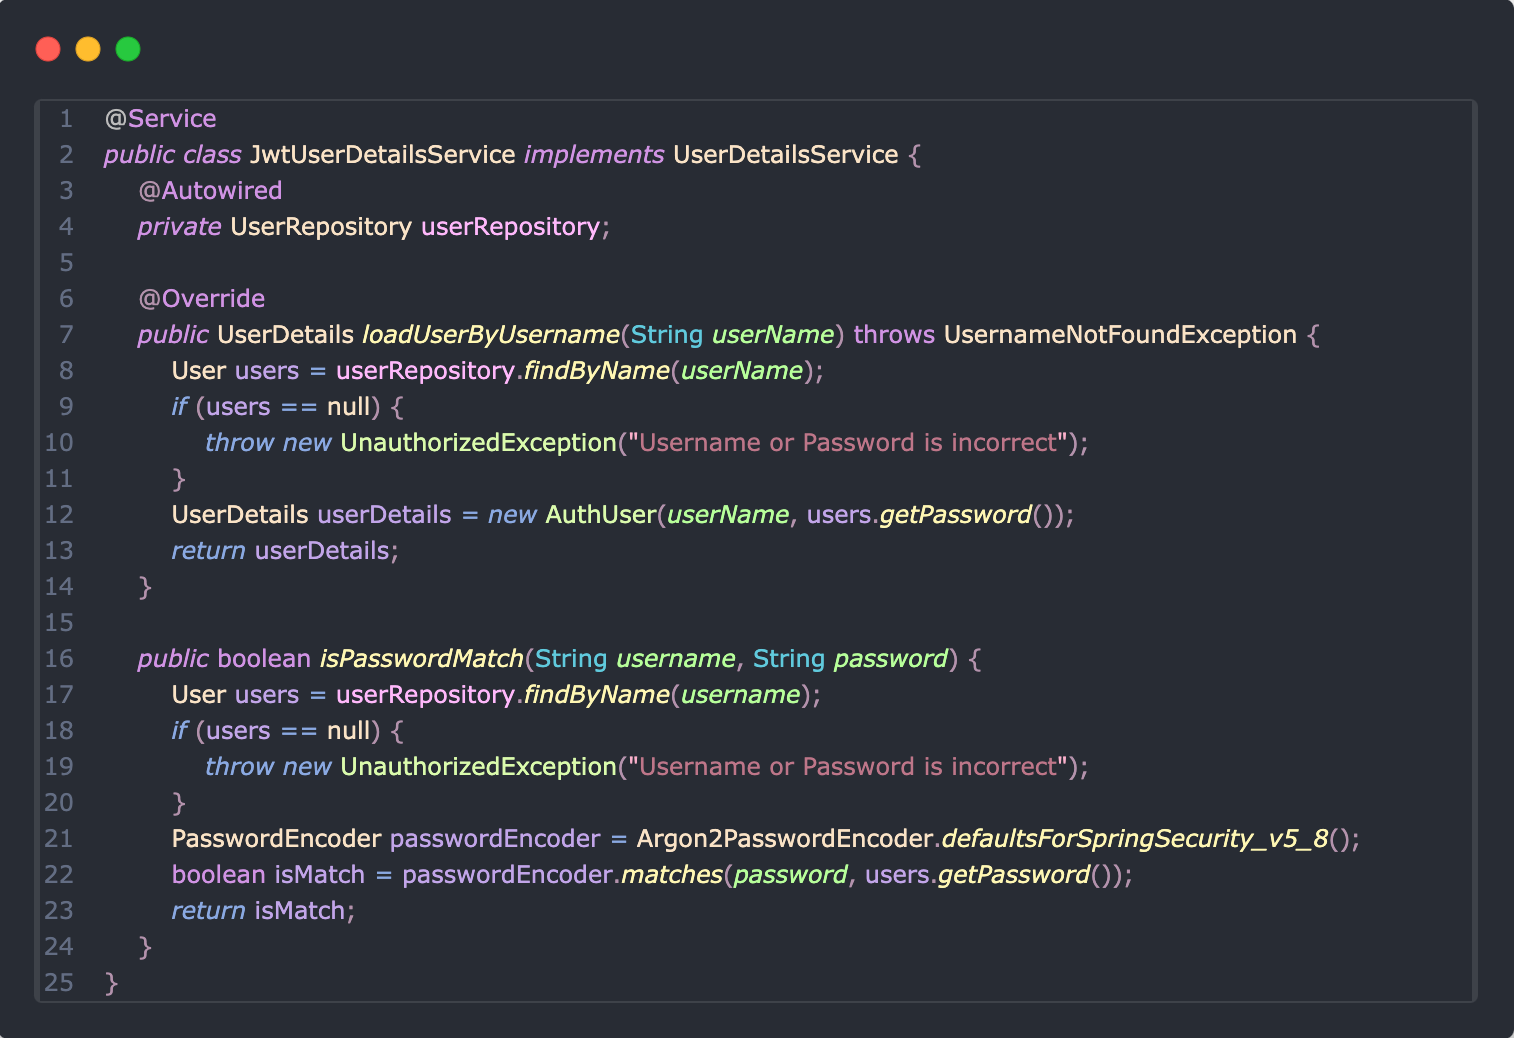 1 @Service
2 public class JwtUserDetailsService implements UserDetailsService {
3 @Autowired
4 private UserRepository userRepository;
5
6 @Override
7 public UserDetails loadUserByUsername(String userName) throws UsernameNotFoundException {
8 User users = userRepository.findByName(userName);
9 if (users == null) {
10 throw new UnauthorizedException("Username or Password is incorrect");
11 }
12 UserDetails userDetails = new AuthUser(userName, users.getPassword());
13 return userDetails;
14 }
15
16 public boolean isPasswordMatch(String username, String password) {
17 User users = userRepository.findByName(username);
18 if (users == null) {
19 throw new UnauthorizedException("Username or Password is incorrect");
20 }
21 PasswordEncoder passwordEncoder = Argon2PasswordEncoder.defaultsForSpringSecurity_v5_8();
22 boolean isMatch = passwordEncoder.matches(password, users.getPassword());
23 return isMatch;
24 }
25 }